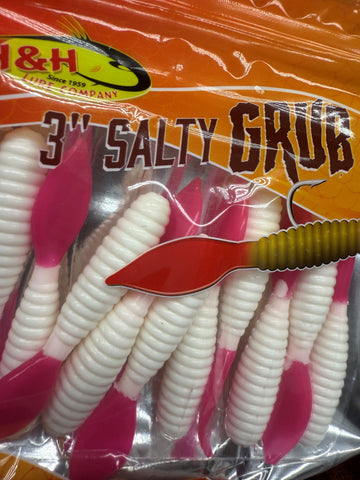 H&H
Since 1959
LURE COMPANY
3" SALTY GRUB